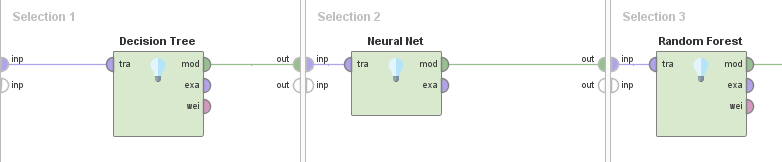 Selection 1
Decision Tree
inp
tra
mod
out
inp
exa
out
wei
Selection 2
Neural Net
inp
tra
mod
out
inp
exa
out
Selection 3
Random Forest
inp
tra
mod
inp
exa
wei